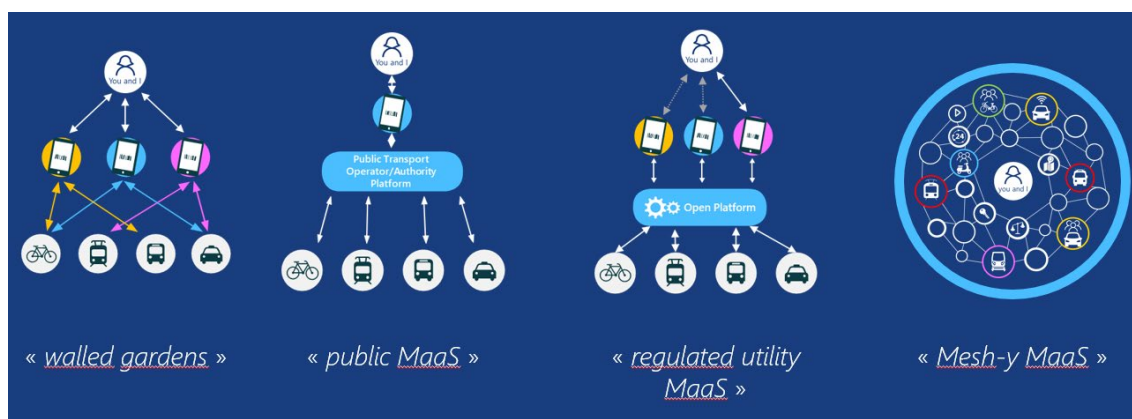 You and I
« walled gardens »
You and I
Public Transport
Operator/Authority
Platform
« public MaaS »
You and I
Open Platform
« regulated utility
MaaS »
24
you and I
« Mesh-y MaaS »